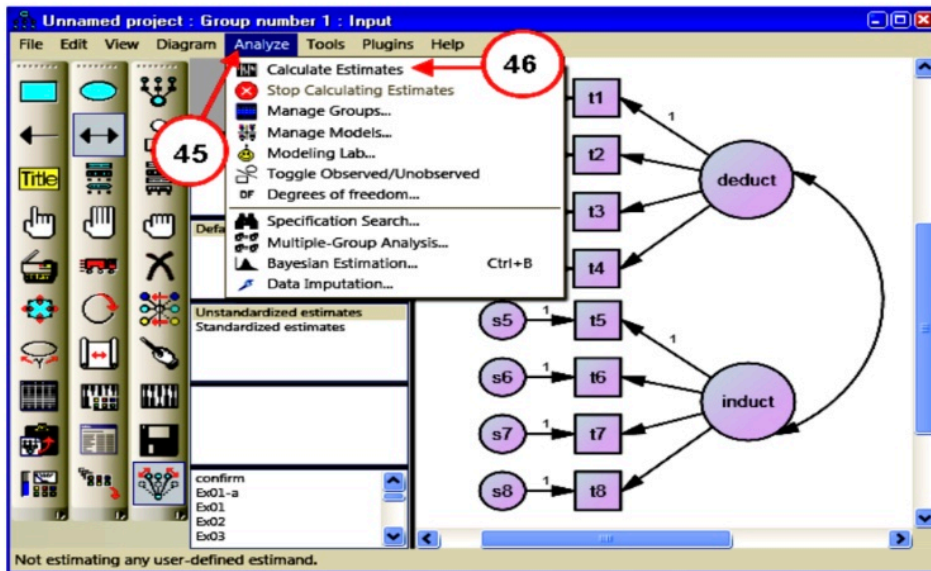 Unnamed project : Group number 1 : Input
File Edit View Diagram Analyze Tools Plugins Help
46
Calculate Estimates
Stop Calculating Estimates
45
Manage Groups...
Manage Models...
Modeling Lab...
Title
Toggle Observed/Unobserved
DF Degrees of freedom...
Specification Search...
Defa
Multiple-Group Analysis...
Bayesian Estimation... Ctrl+B
Data Imputation...
t1
1
t2
deduct
t3
t4
Unstandardized estimates
Standardized estimates
s5 1 t5
1
s6 1 t6
induct
s7 1 t7
s8 1 t8
confirm
Ex01-a
Ex01
Ex02
Ex03
Not estimating any user-defined estimand.